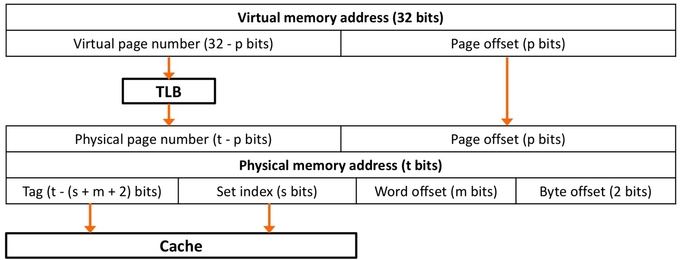 Virtual memory address (32 bits)
Virtual page number (32 - p bits) Page offset (p bits)
TLB
Physical page number (t - p bits) Page offset (p bits)
Physical memory address (t bits)
Tag (t - (s + m + 2) bits) Set index (s bits) Word offset (m bits) Byte offset (2 bits)
Cache